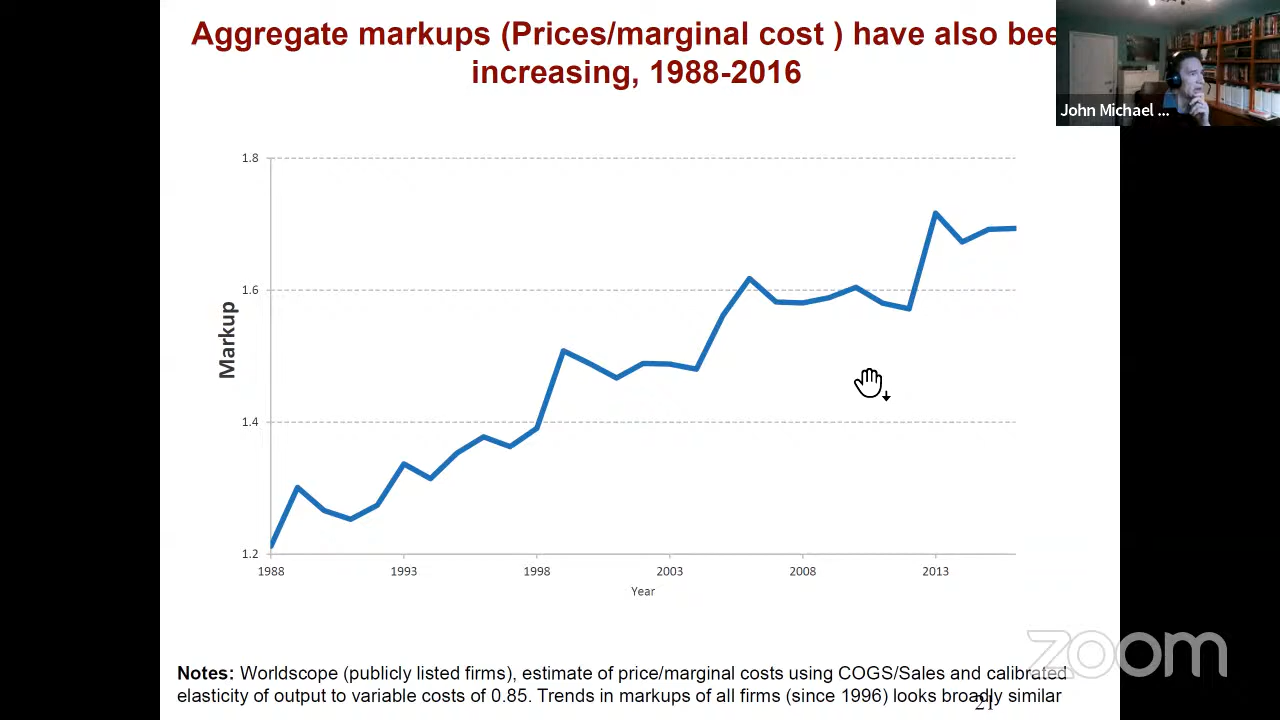 Aggregate markups (Prices/marginal cost ) have also bee
increasing, 1988-2016
John Michael ...
1.8
1.6
1.4
1.2
Markup
1988 1993 1998 2003 2008 2013
Year
zoom
Notes: Worldscope (publicly listed firms), estimate of price/marginal costs using COGS/Sales and calibrated
elasticity of output to variable costs of 0.85. Trends in markups of all firms (since 1996) looks broadly similar
21